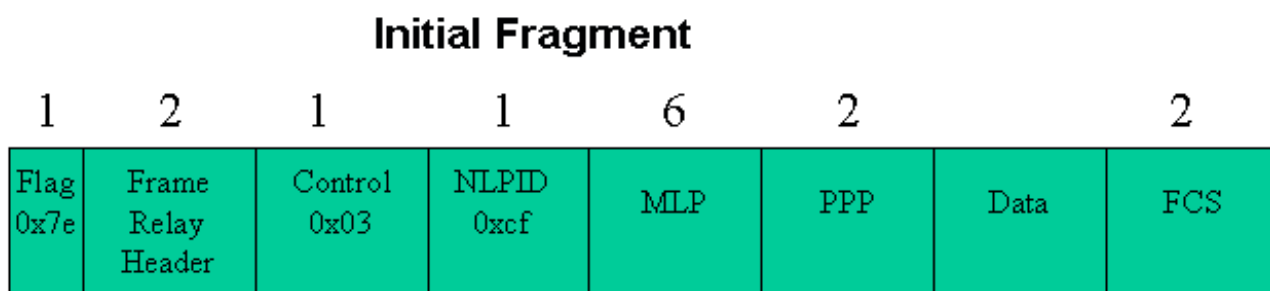 Initial Fragment
1 2 1 1 6 2 2
Flag 0x7e
Frame Relay Header
Control 0x03
NLPID 0xcf
MLP
PPP
Data
FCS